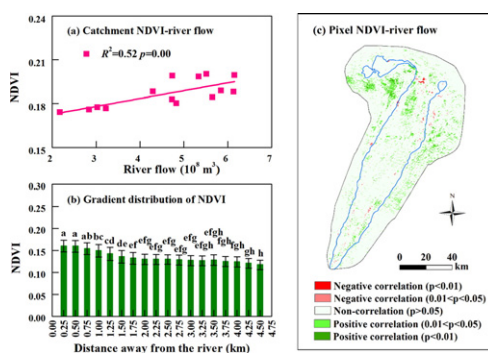 (a) Catchment NDVI-river flow
R²=0.52 p=0.00
NDVI
0.24
0.21
0.18
0.15
2
3
4
5
6
7
River flow (10⁸ m³)
(b) Gradient distribution of NDVI
NDVI
0.30
0.25
0.20
0.15
0.10
0.05
0.00
a a ab bc cd de ef efg efg efg efg efgh efg efgh fgh fgh gh h
0.00 0.25 0.50 0.75 1.00 1.25 1.50 1.75 2.00 2.25 2.50 2.75 3.00 3.25 3.50 3.75 4.00 4.25 4.50 4.75
Distance away from the river (km)
(c) Pixel NDVI-river flow
N
0 20 40
km
Negative correlation (p<0.01)
Negative correlation (0.01<p<0.05)
Non-correlation (p>0.05)
Positive correlation (0.01<p<0.05)
Positive correlation (p<0.01)